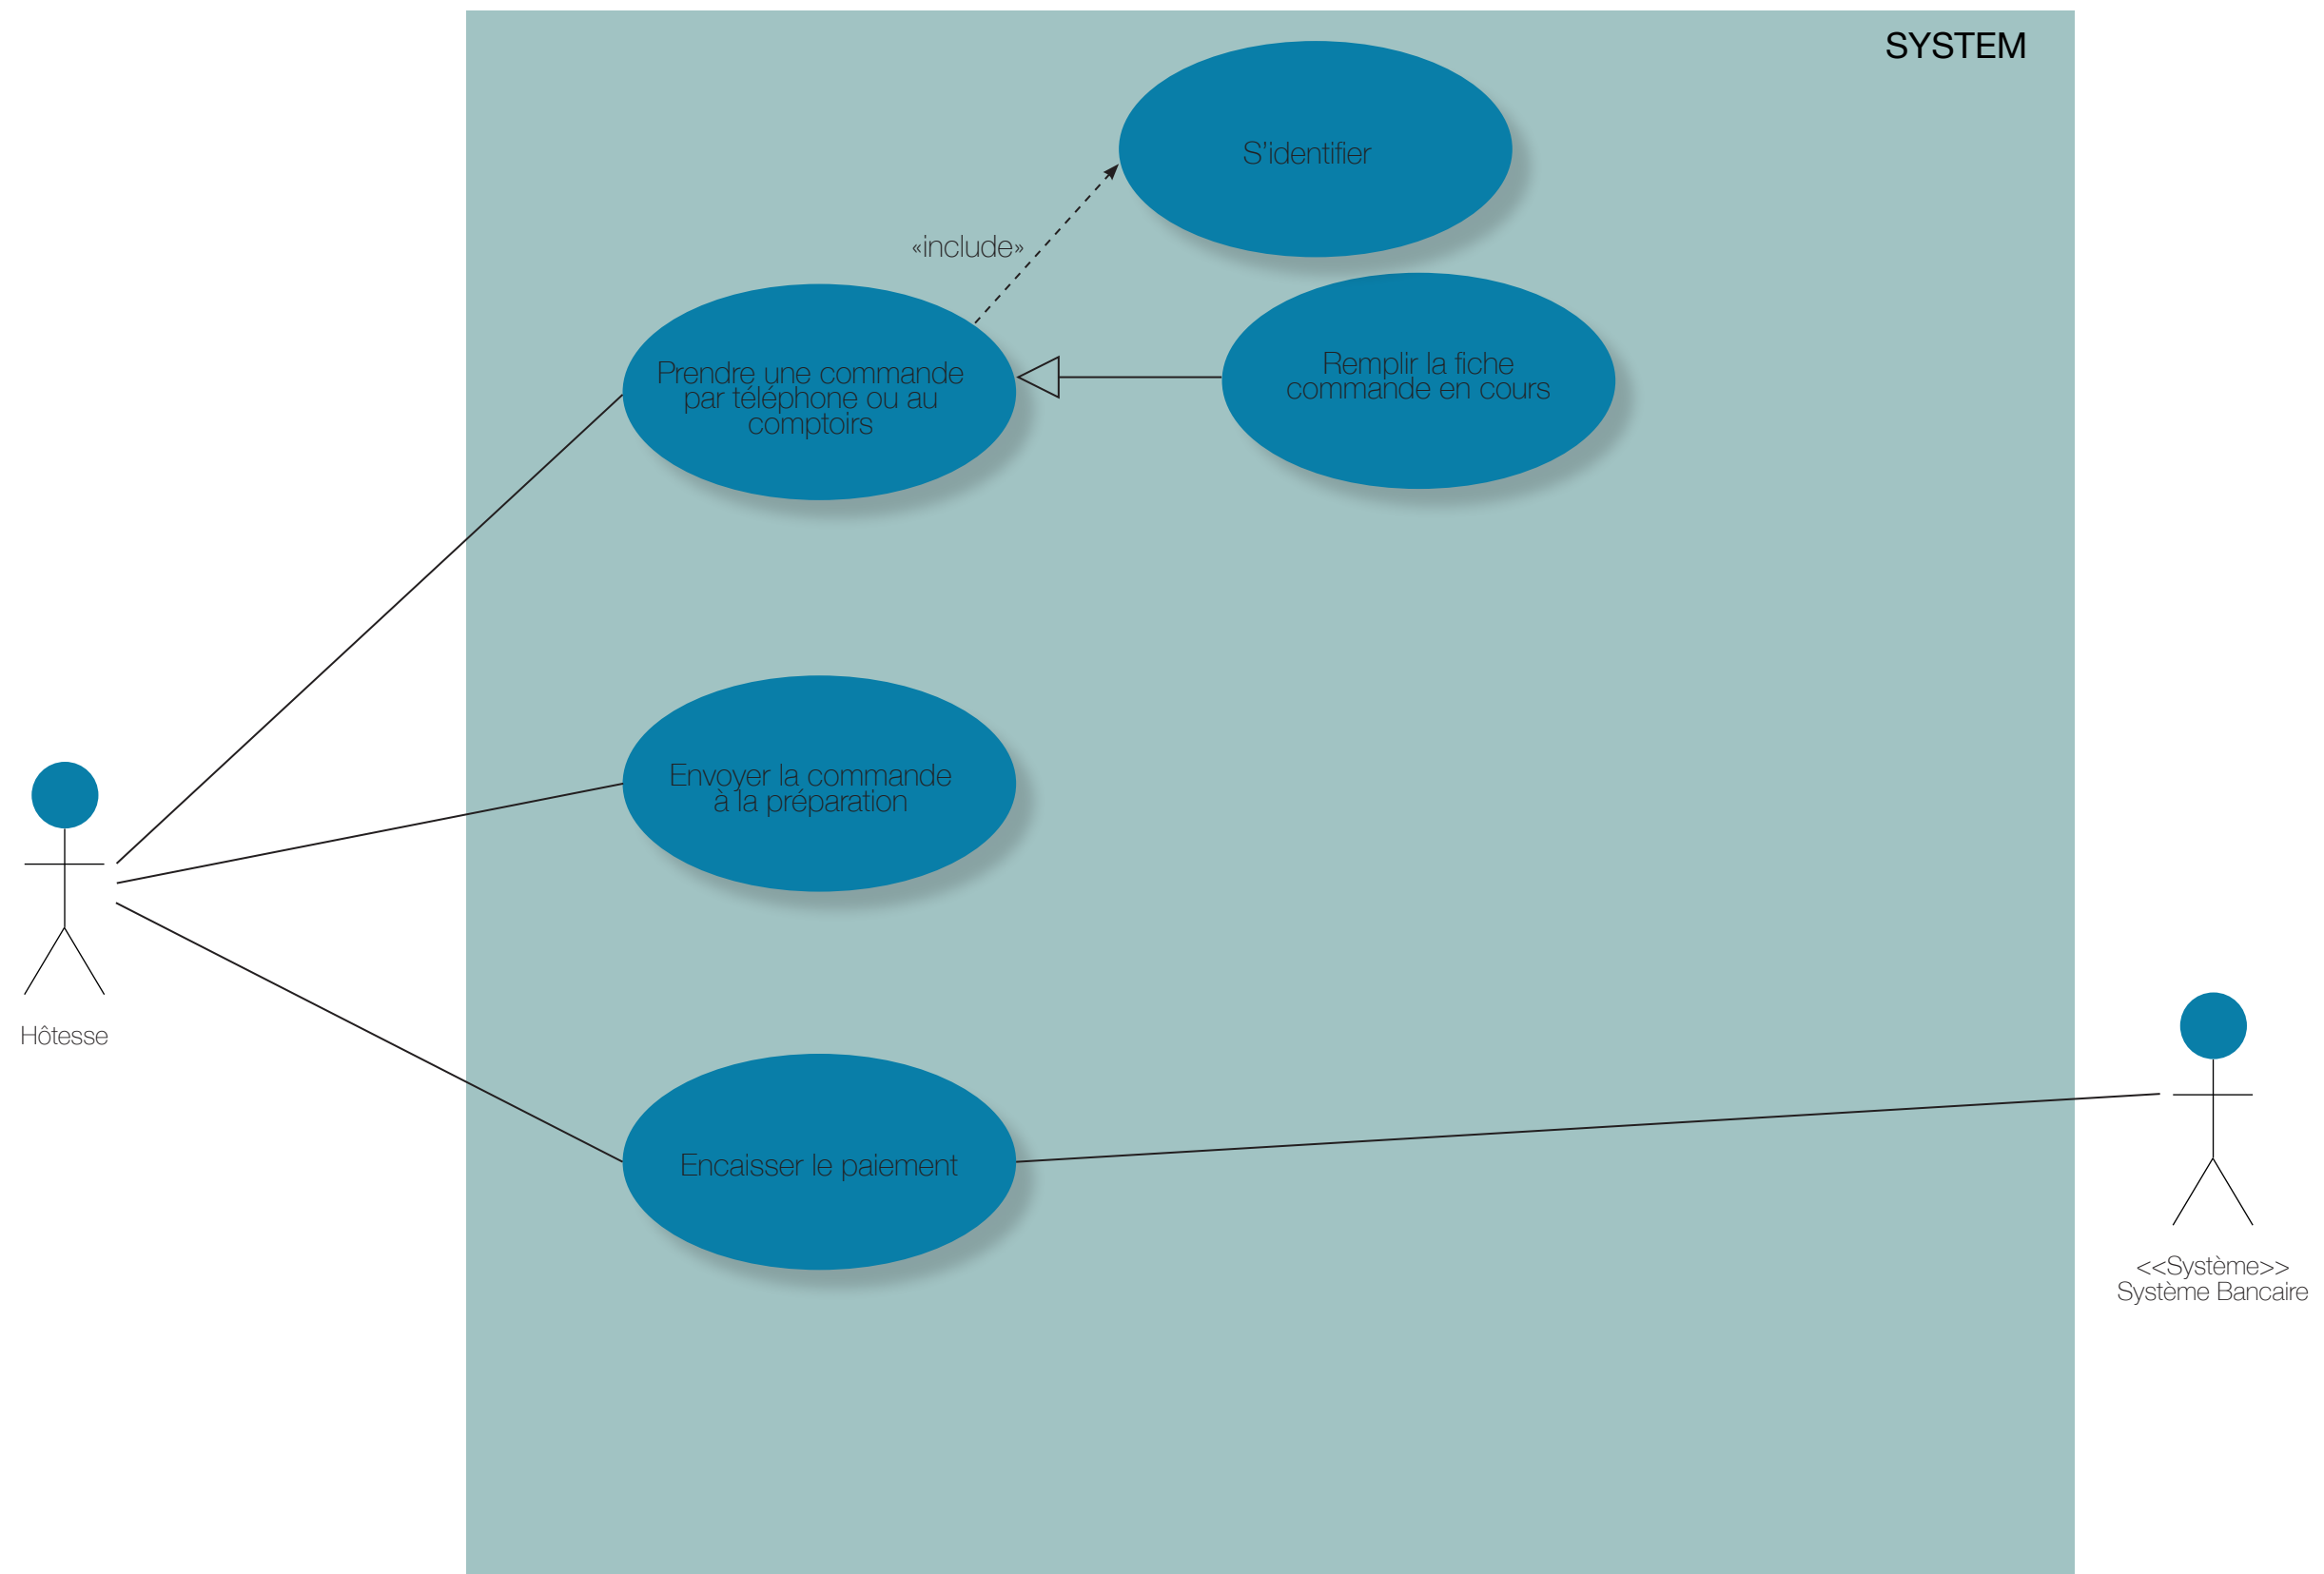 SYSTEM
S'identifier
«include»
Prendre une commande
par téléphone ou au
comptoirs
Remplir la fiche
commande en cours
Envoyer la commande
à la préparation
Hôtesse
Encaisser le paiement
<<Système>>
Système Bancaire